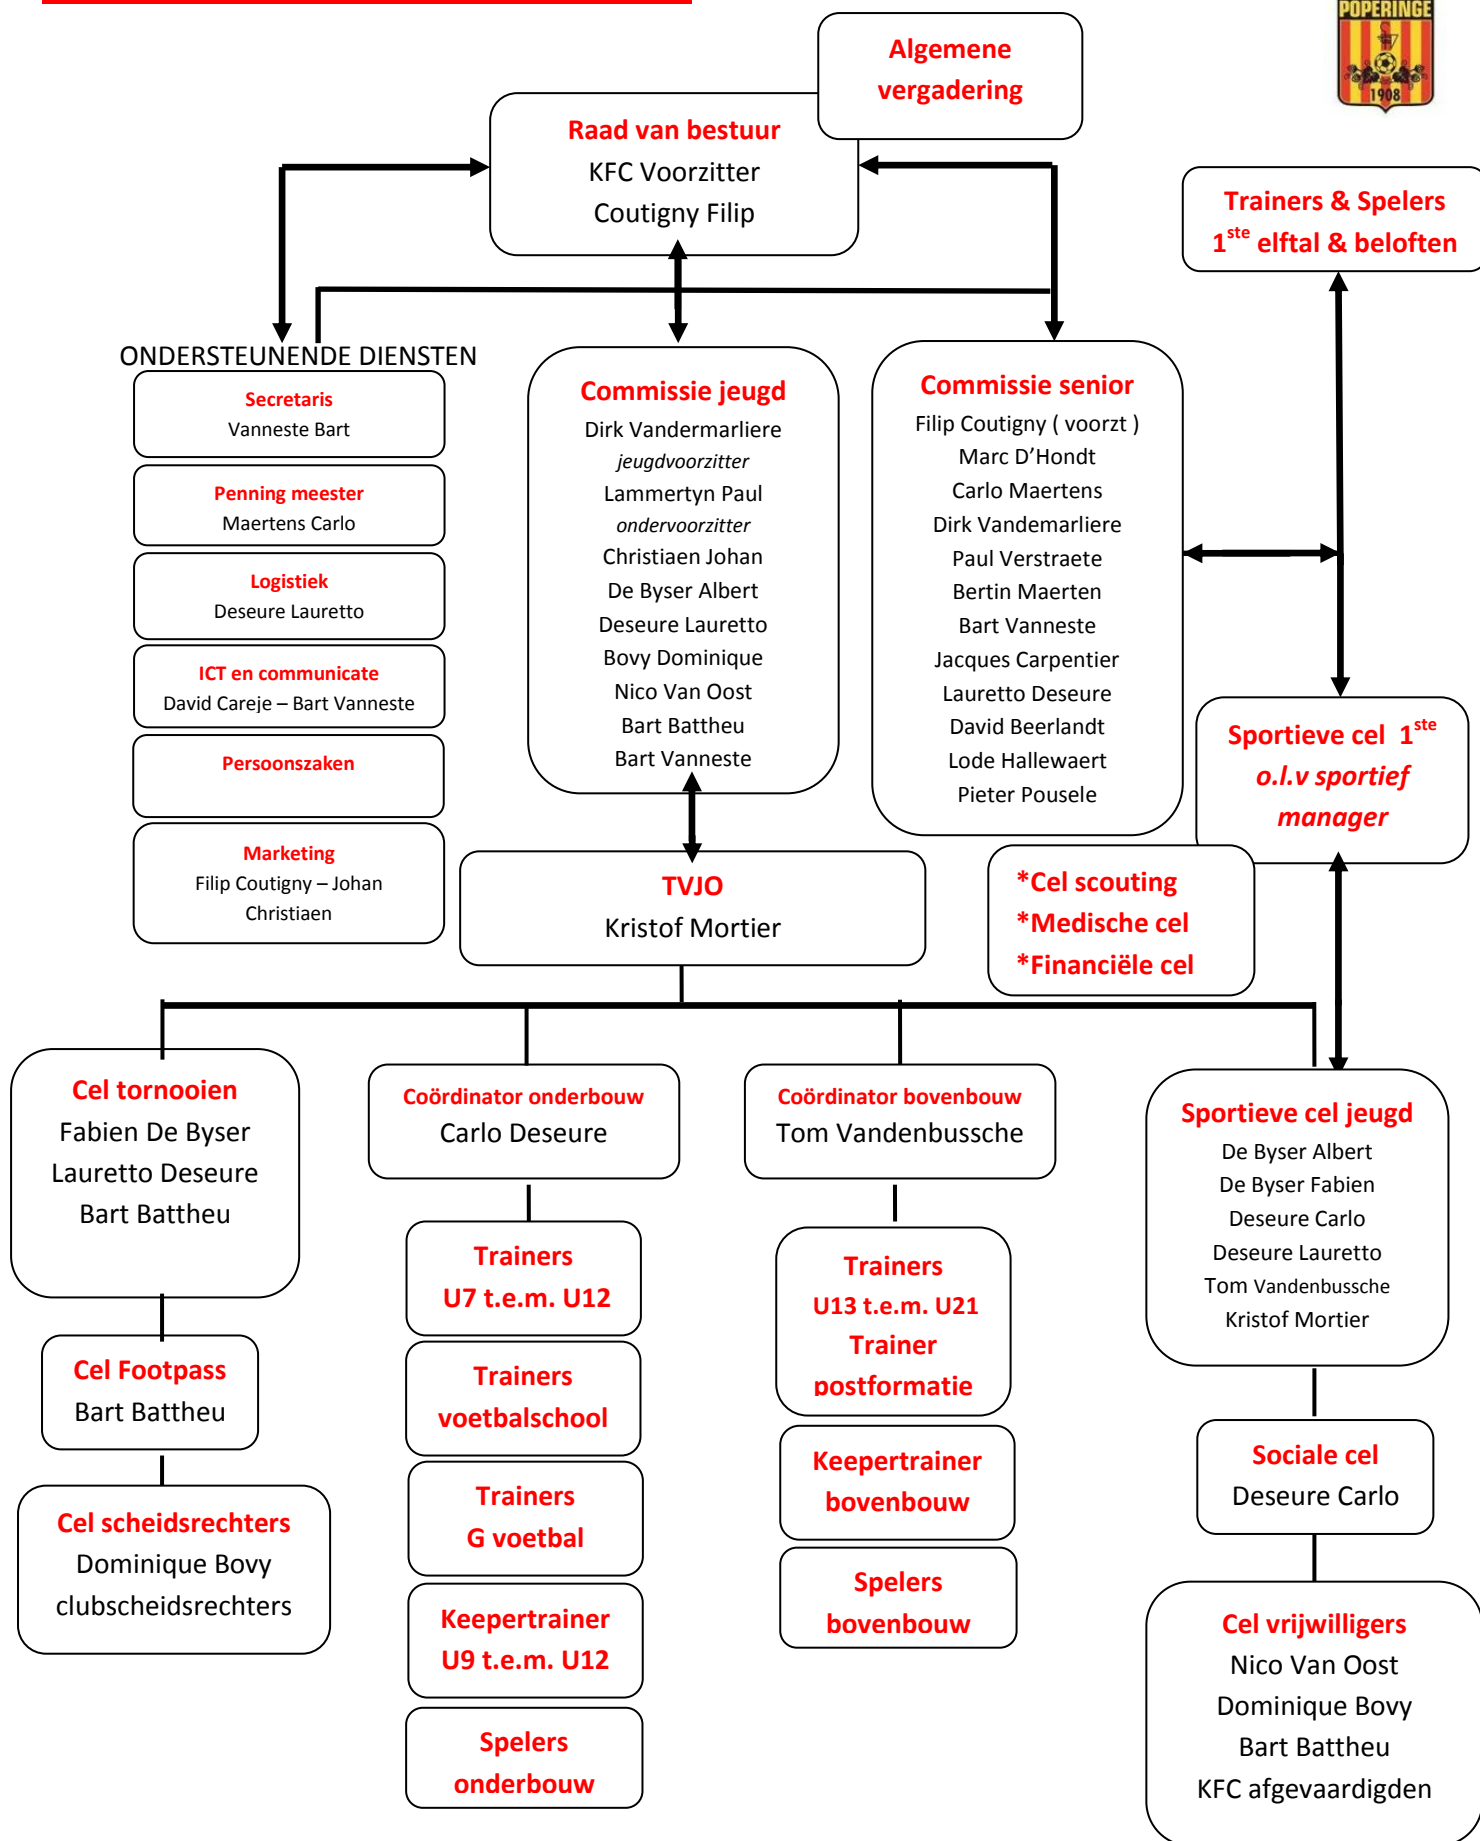 POPERINGE
1908
Algemene
vergadering
Raad van bestuur
KFC Voorzitter
Coutigny Filip
Trainers & Spelers
1ste elftal & beloften
ONDERSTEUNENDE DIENSTEN
Secretaris
Vanneste Bart
Penning meester
Maertens Carlo
Logistiek
Deseure Lauretto
ICT en communicate
David Careje – Bart Vanneste
Persoonszaken
Marketing
Filip Coutigny – Johan
Christiaen
Commissie jeugd
Dirk Vandermarliere
jeugdvoorzitter
Lammertyn Paul
ondervoorzitter
Christiaen Johan
De Byser Albert
Deseure Lauretto
Bovy Dominique
Nico Van Oost
Bart Battheu
Bart Vanneste
Commissie senior
Filip Coutigny ( voorzt )
Marc D’Hondt
Carlo Maertens
Dirk Vandemarliere
Paul Verstraete
Bertin Maerten
Bart Vanneste
Jacques Carpentier
Lauretto Deseure
David Beerlandt
Lode Hallewaert
Pieter Pousele
Sportieve cel 1ste
o.l.v sportief
manager
*Cel scouting
*Medische cel
*Financiële cel
TVJO
Kristof Mortier
Cel tornooien
Fabien De Byser
Lauretto Deseure
Bart Battheu
Cel Footpass
Bart Battheu
Cel scheidsrechters
Dominique Bovy
clubscheidsrechters
Coördinator onderbouw
Carlo Deseure
Trainers
U7 t.e.m. U12
Trainers
voetbalschool
Trainers
G voetbal
Keepertrainer
U9 t.e.m. U12
Spelers
onderbouw
Coördinator bovenbouw
Tom Vandenbussche
Trainers
U13 t.e.m. U21
Trainer
postformatie
Keepertrainer
bovenbouw
Spelers
bovenbouw
Sportieve cel jeugd
De Byser Albert
De Byser Fabien
Deseure Carlo
Deseure Lauretto
Tom Vandenbussche
Kristof Mortier
Sociale cel
Deseure Carlo
Cel vrijwilligers
Nico Van Oost
Dominique Bovy
Bart Battheu
KFC afgevaardigden